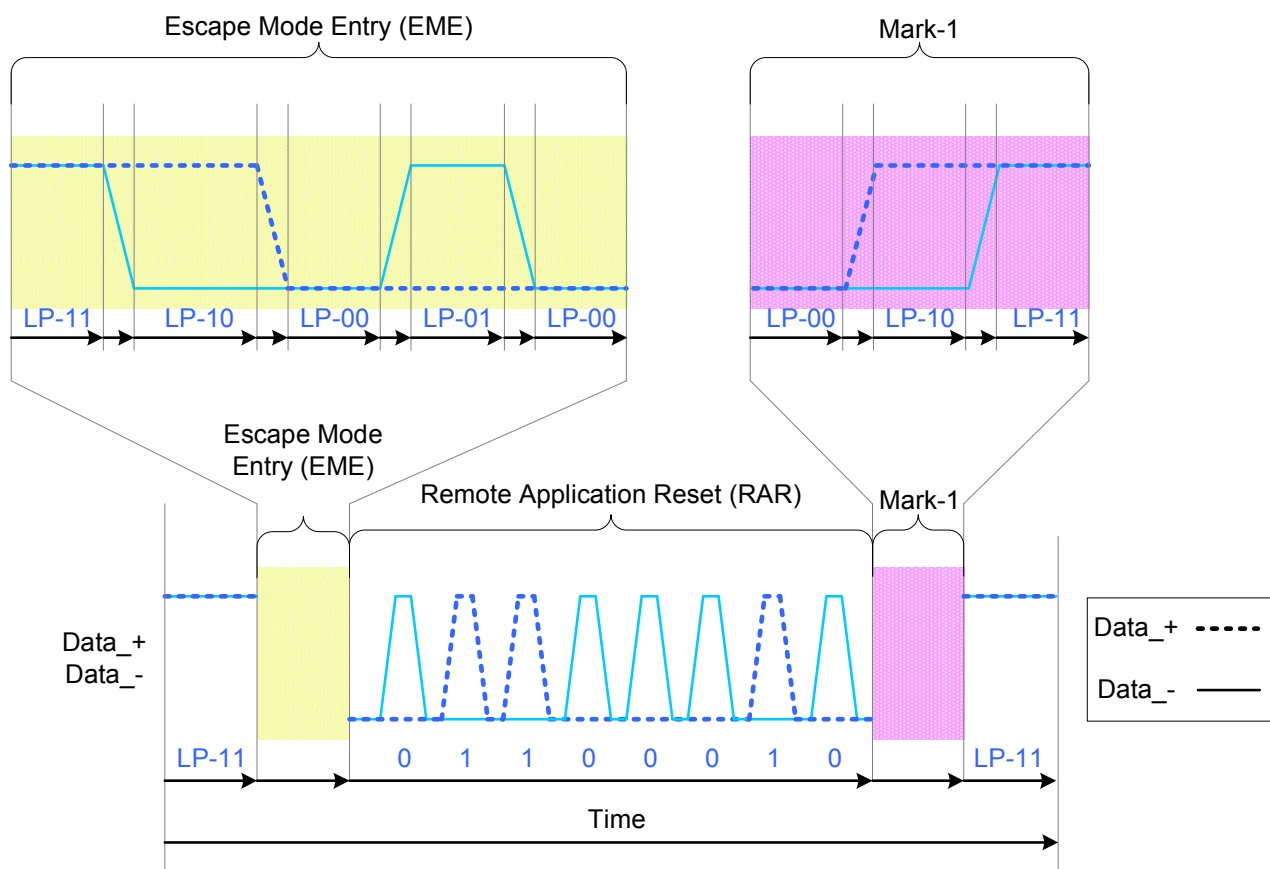 Escape Mode Entry (EME)
Mark-1
LP-11 LP-10 LP-00 LP-01 LP-00
LP-00 LP-10 LP-11
Escape Mode
Entry (EME)
Remote Application Reset (RAR)
Mark-1
Data_+
Data_-
Data_+
Data_-
LP-11 0 1 1 0 0 0 1 0 LP-11
Time